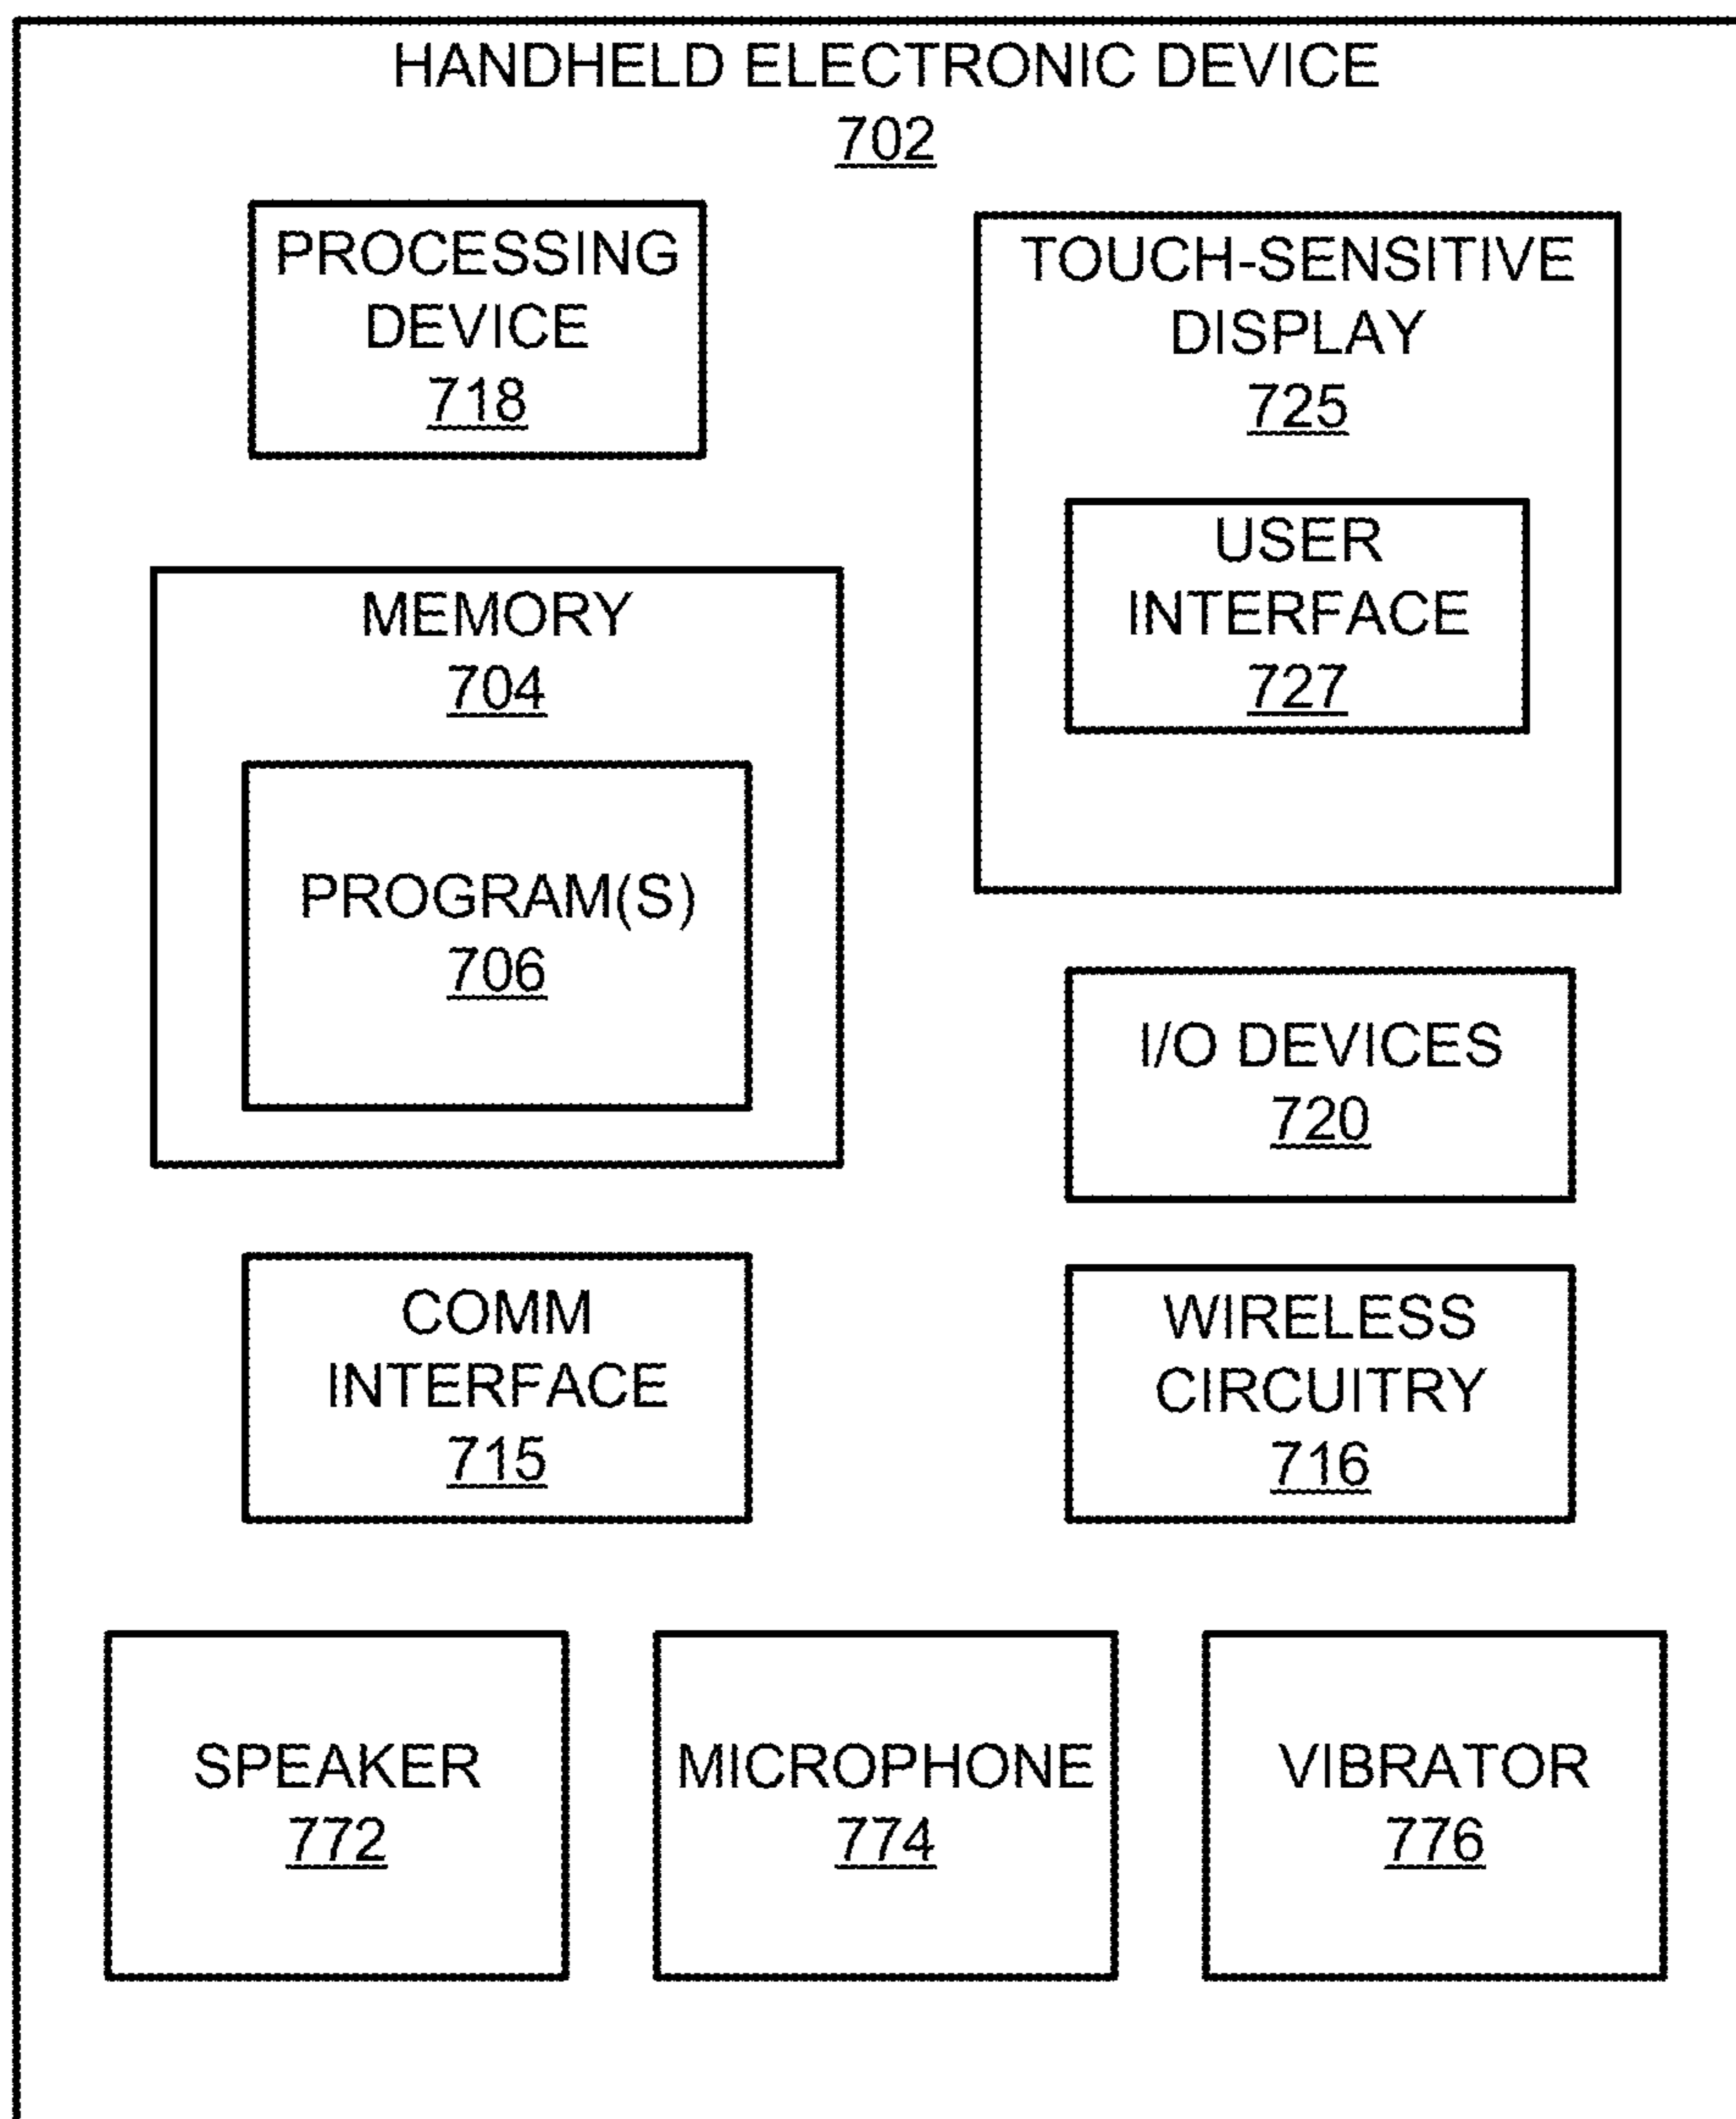 HANDHELD ELECTRONIC DEVICE
702
PROCESSING
DEVICE
718
TOUCH-SENSITIVE
DISPLAY
725
USER
INTERFACE
727
MEMORY
704
PROGRAM(S)
706
I/O DEVICES
720
COMM
INTERFACE
715
WIRELESS
CIRCUITRY
716
SPEAKER
772
MICROPHONE
774
VIBRATOR
776